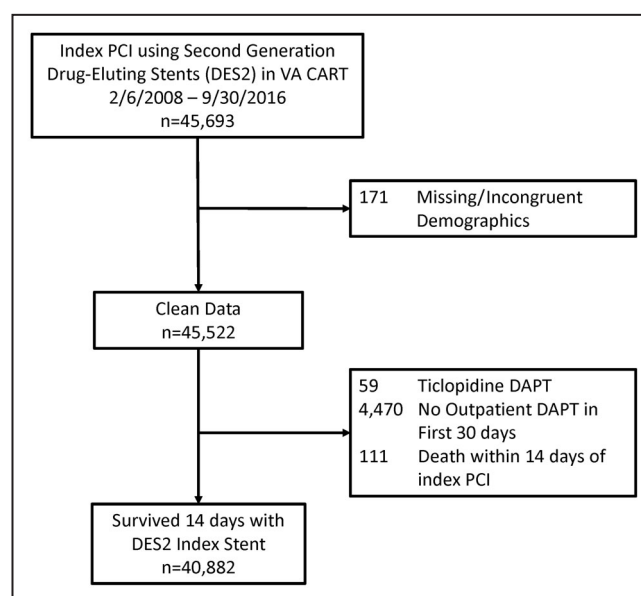 Index PCI using Second Generation
Drug-Eluting Stents (DES2) in VA CART
2/6/2008 – 9/30/2016
n=45,693
171 Missing/Incongruent
Demographics
Clean Data
n=45,522
59 Ticlopidine DAPT
4,470 No Outpatient DAPT in
First 30 days
111 Death within 14 days of
index PCI
Survived 14 days with
DES2 Index Stent
n=40,882